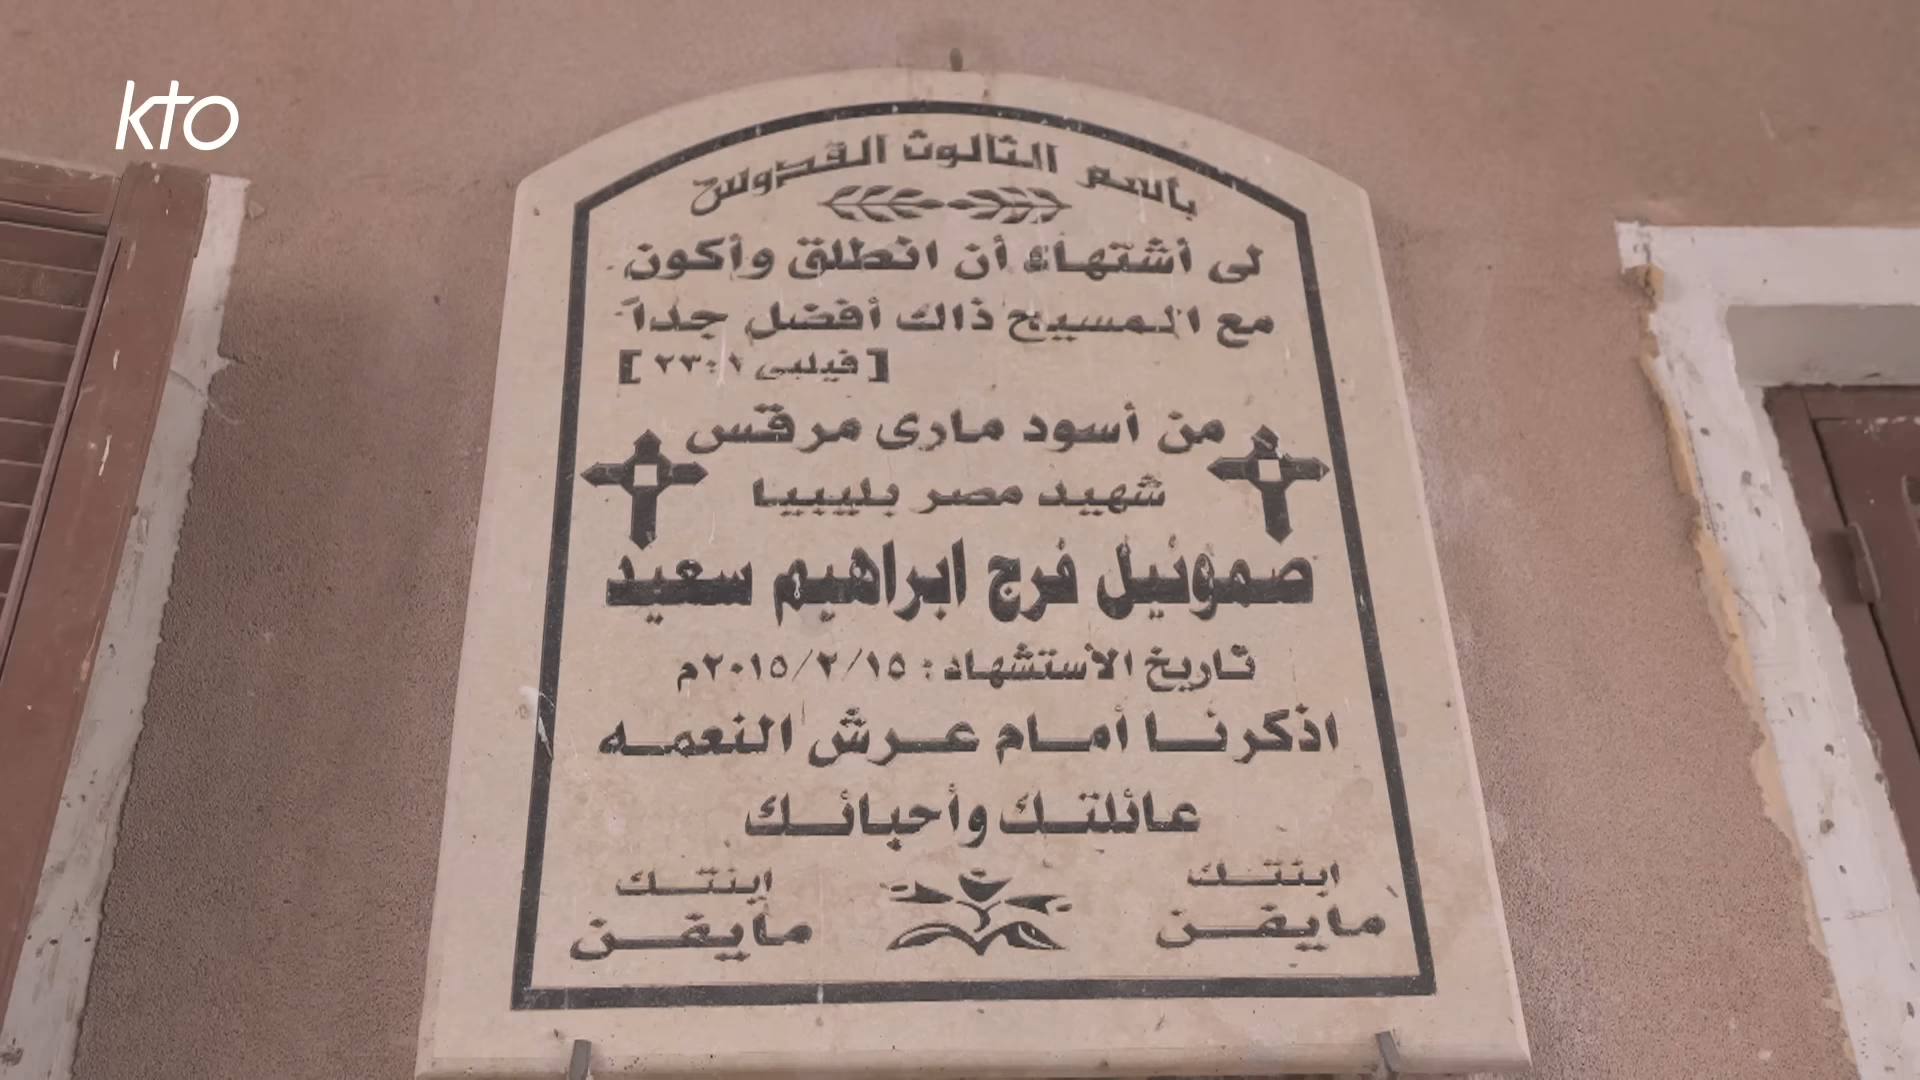 kto
باسم الثالوث القدوس
لى أشتهاء أن انطلق وأكون
مع المسيح ذاك أفضل جداً
[فيلبى ٢٣:١]
من أسود مارى مرقس
شهيد مصر بليبيا
صموئيل فرج ابراهيم سعيد
تاريخ الأستشهاد : ٢٠١٥/٢/١٥م
اذكرنا أمام عرش النعمه
عائلتك وأحبائك
ابنتك
مايفن
ابنتك
مايفن